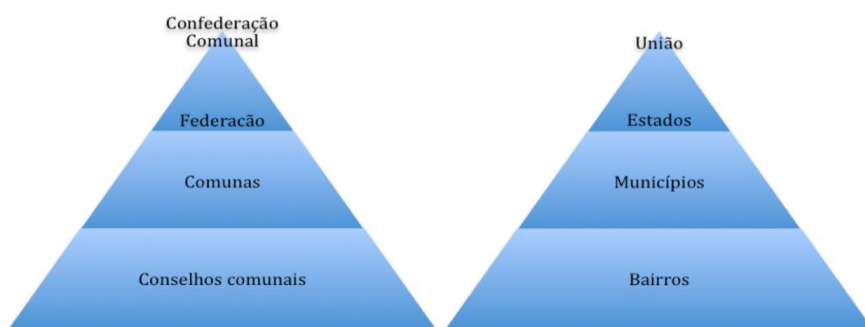 Confederação
Comunal
Federacão
Comunas
Conselhos comunais
União
Estados
Municípios
Bairros